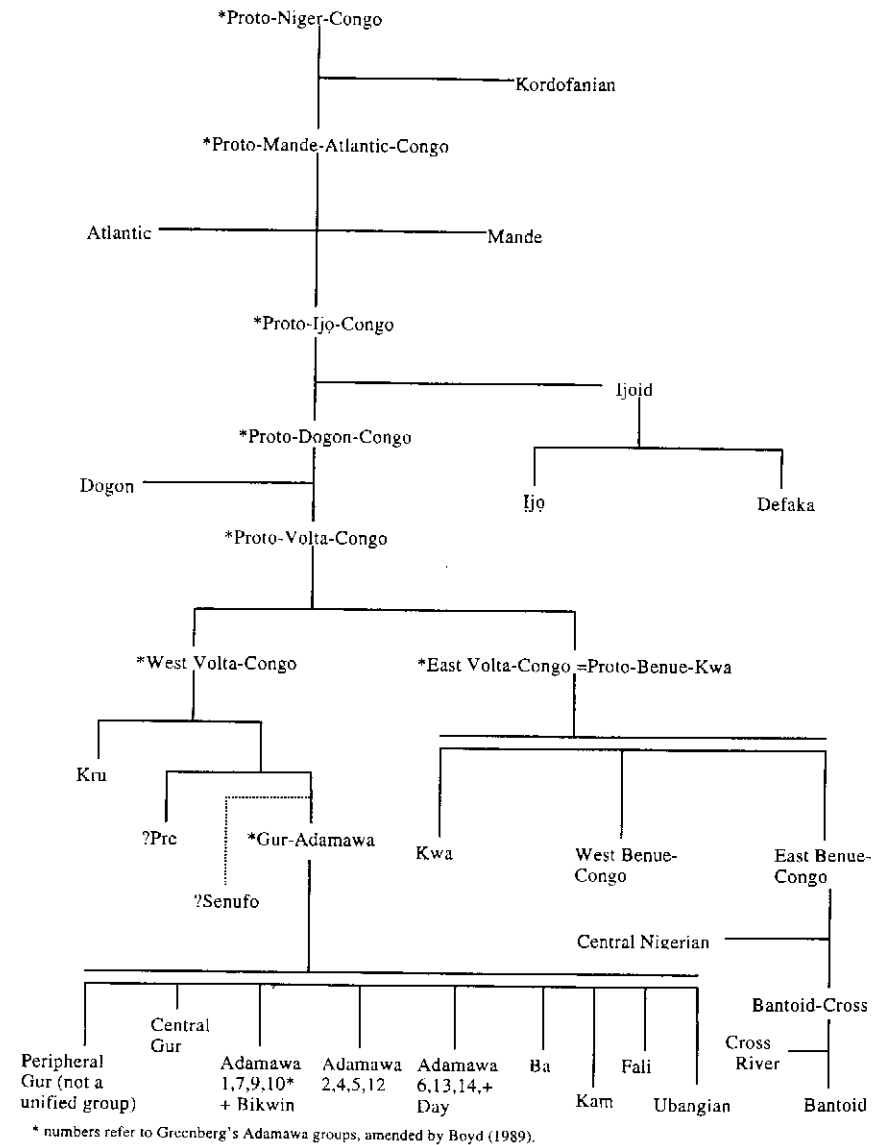 *Proto-Niger-Congo
Kordofanian
*Proto-Mande-Atlantic-Congo
Atlantic
Mande
*Proto-Ijọ-Congo
Ijoid
*Proto-Dogon-Congo
Dogon
Ịjọ
Defaka
*Proto-Volta-Congo
*West Volta-Congo
*East Volta-Congo =Proto-Benue-Kwa
Kru
?Pre
*Gur-Adamawa
?Senufo
Kwa
West Benue-
Congo
East Benue-
Congo
Central Nigerian
Bantoid-Cross
Cross
River
Bantoid
Peripheral
Gur (not a
unified group)
Central
Gur
Adamawa
1,7,9,10*
+ Bikwin
Adamawa
2,4,5,12
Adamawa
6,13,14,+
Day
Ba
Kam
Fali
Ubangian
* numbers refer to Greenberg's Adamawa groups, amended by Boyd (1989).